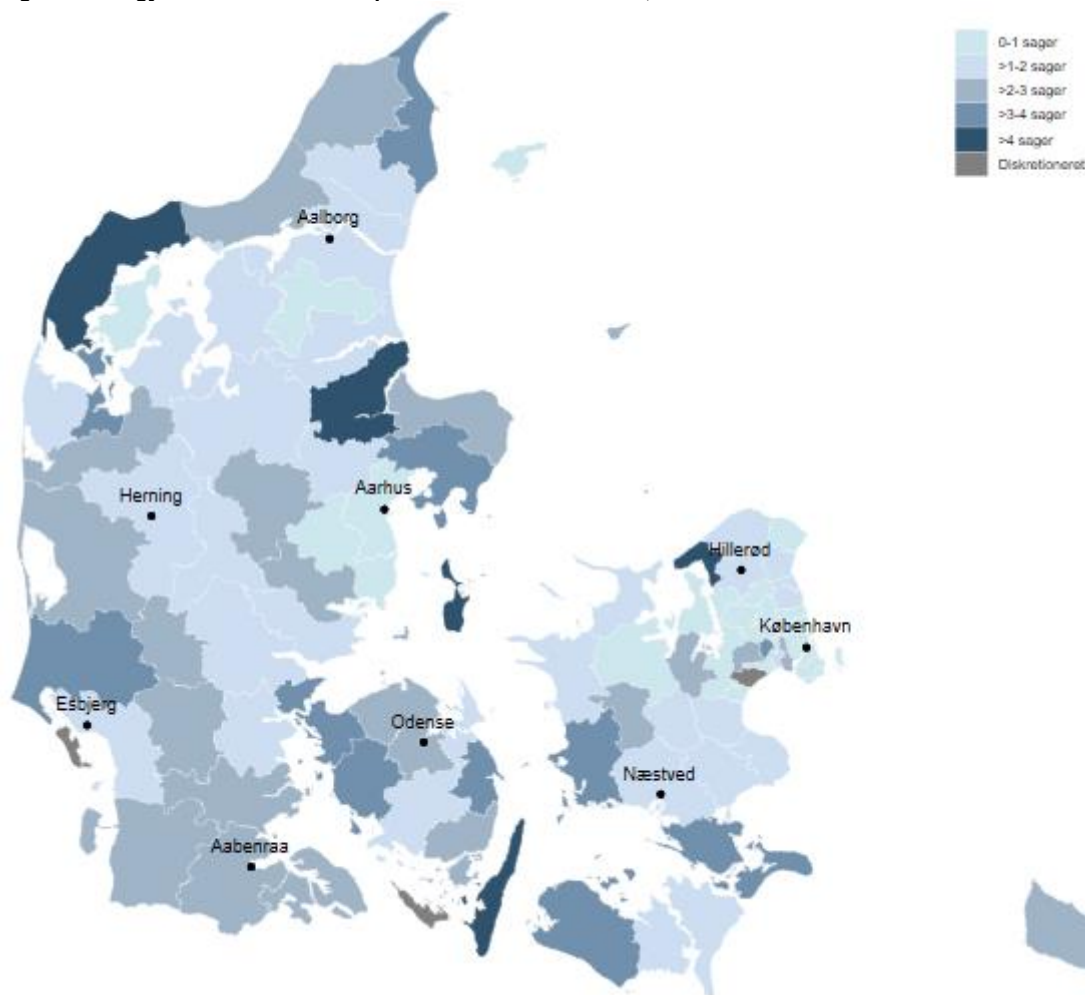 0-1 sager
>1-2 sager
>2-3 sager
>3-4 sager
>4 sager
Diskretioneret
Aalborg
Herning
Aarhus
Hillerød
København
Esbjerg
Odense
Næstved
Aabenraa